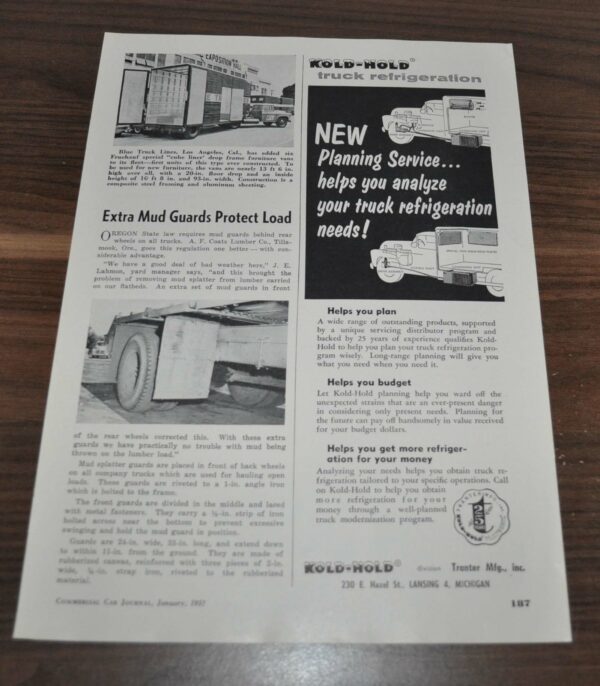 EXPOSITION HALL
Blue Truck Lines, Los Angeles, Cal., has added six
Fruehauf special "cube liner" drop frame furniture vans
to its fleet—first units of this type ever constructed. To
be used for new furniture, the vans are nearly 13 ft 6 in.
high over all, with a 20-in. floor drop and an inside
height of 10 ft 8 in. and 93-in. width. Construction is a
composite steel framing and aluminum sheeting.
Extra Mud Guards Protect Load
OREGON State law requires mud guards behind rear
wheels on all trucks. A. F. Coats Lumber Co., Tilla-
mook, Ore., goes this regulation one better—with con-
siderable advantage.
"We have a good deal of bad weather here," J. E.
Lahmon, yard manager says, "and this brought the
problem of removing mud splatter from lumber carried
on our flatbeds. An extra set of mud guards in front
of the rear wheels corrected this. With these extra
guards we have practically no trouble with mud being
thrown on the lumber load."
Mud splatter guards are placed in front of back wheels
on all company trucks which are used for hauling open
loads. These guards are riveted to a 1-in. angle iron
which is bolted to the frame.
The front guards are divided in the middle and laced
with metal fasteners. They carry a -in. strip of iron
bolted across near the bottom to prevent excessive
swinging and hold the mud guard in position.
Guards are 24-in. wide, 35-in. long, and extend down
to within 11-in. from the ground. They are made of
rubberized canvas, reinforced with three pieces of 2-in.
wide, -in. strap iron, riveted to the rubberized
material.
COMMERCIAL CAR JOURNAL, January, 1957
KOLD-HOLD®
truck refrigeration
NEW
Planning Service...
helps you analyze
your truck refrigeration
needs!
Helps you plan
A wide range of outstanding products, supported
by a unique servicing distributor program and
backed by 25 years of experience qualifies Kold-
Hold to help you plan your truck refrigeration pro-
gram wisely. Long-range planning will give you
what you need when you need it.
Helps you budget
Let Kold-Hold planning help you ward off the
unexpected strains that are an ever-present danger
in considering only present needs. Planning for
the future can pay off handsomely in value received
for your budget dollars.
Helps you get more refriger-
ation for your money
Analyzing your needs helps you obtain truck re-
frigeration tailored to your specific operations. Call
on Kold-Hold to help you obtain
more refrigeration for your
money through a well-planned
truck modernization program.
25
KOLD-HOLD® division Tranter Mfg., inc.
230 E. Hazel St., LANSING 4, MICHIGAN
187